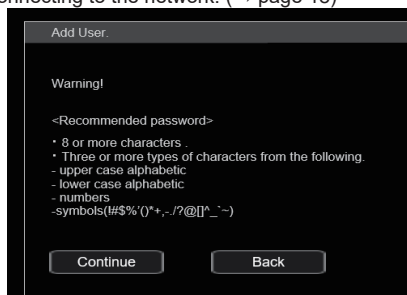 connecting to the network. (→ page 18)
Add User.
Warning!
<Recommended password>
• 8 or more characters .
• Three or more types of characters from the following.
- upper case alphabetic
- lower case alphabetic
- numbers
-symbols(!#$%'()*+,-./?@[]^_`~)
Continue
Back